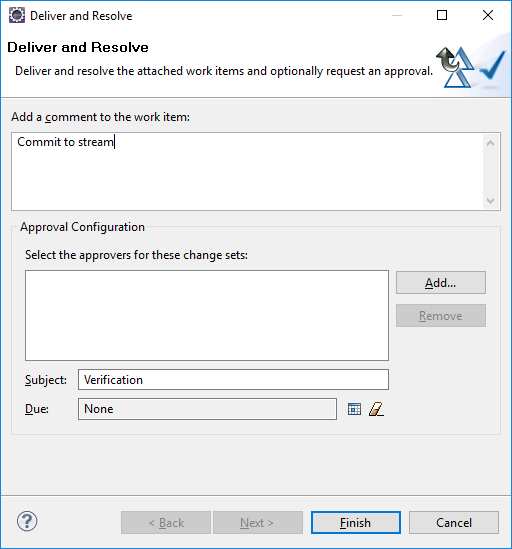 Deliver and Resolve
Deliver and Resolve
Deliver and resolve the attached work items and optionally request an approval.
Add a comment to the work item:
Commit to stream
Approval Configuration
Select the approvers for these change sets:
Add...
Remove
Subject: Verification
Due: None
?
< Back Next > Finish Cancel